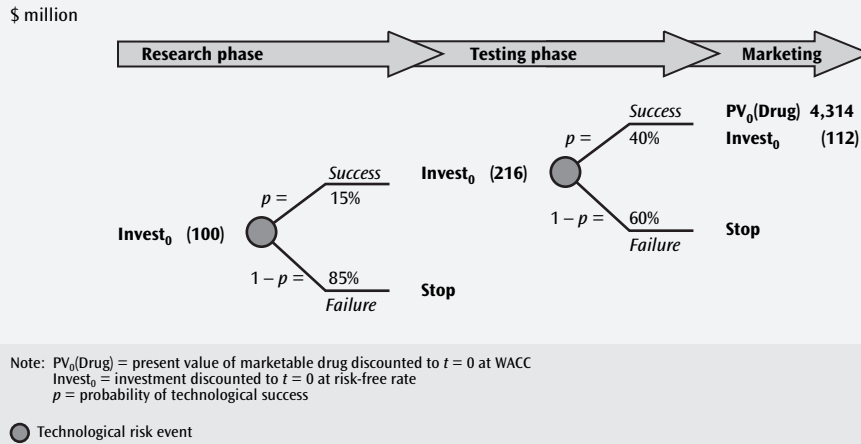 $ million
Research phase
Testing phase
Marketing
Success
p =
40%
PV₀(Drug) 4,314
Invest₀ (112)
Success
p =
15%
Invest₀ (216)
1 – p =
60%
Failure
Stop
Invest₀ (100)
1 – p =
85%
Failure
Stop
Note: PV₀(Drug) = present value of marketable drug discounted to t = 0 at WACC
Invest₀ = investment discounted to t = 0 at risk-free rate
p = probability of technological success
Technological risk event